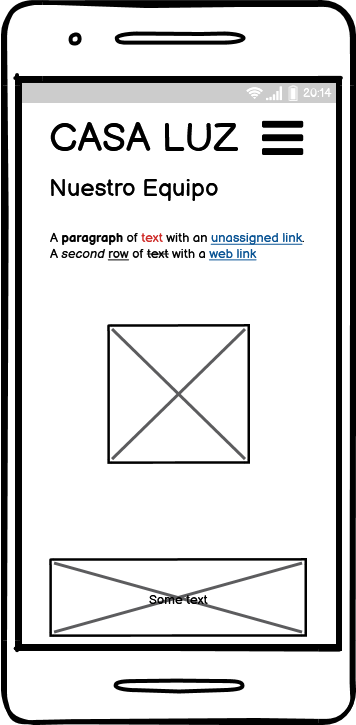 20:14
CASA LUZ
Nuestro Equipo
A paragraph of text with an unassigned link.
A second row of text with a web link
Some text